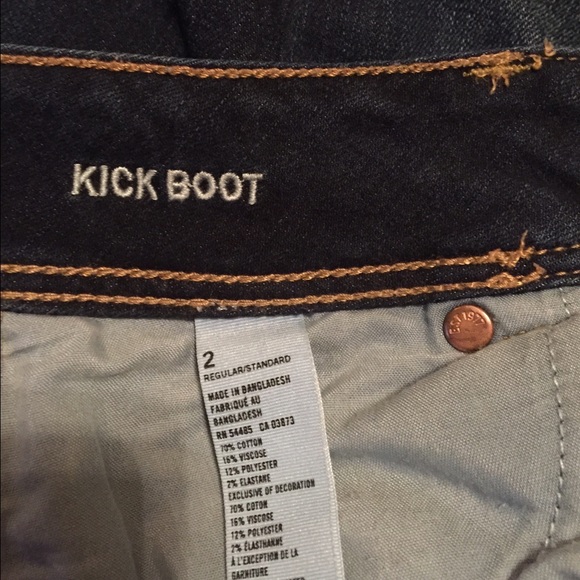 KICK BOOT
2
REGULAR/STANDARD
MADE IN BANGLADESH
FABRIQUÉ AU
BANGLADESH
RN 54485 CA 03873
70% COTTON
16% VISCOSE
12% POLYESTER
2% ELASTANE
EXCLUSIVE OF DECORATION
70% COTON
16% VISCOSE
12% POLYESTER
2% ÉLASTHANNE
À L'EXCEPTION DE LA
GARNITURE